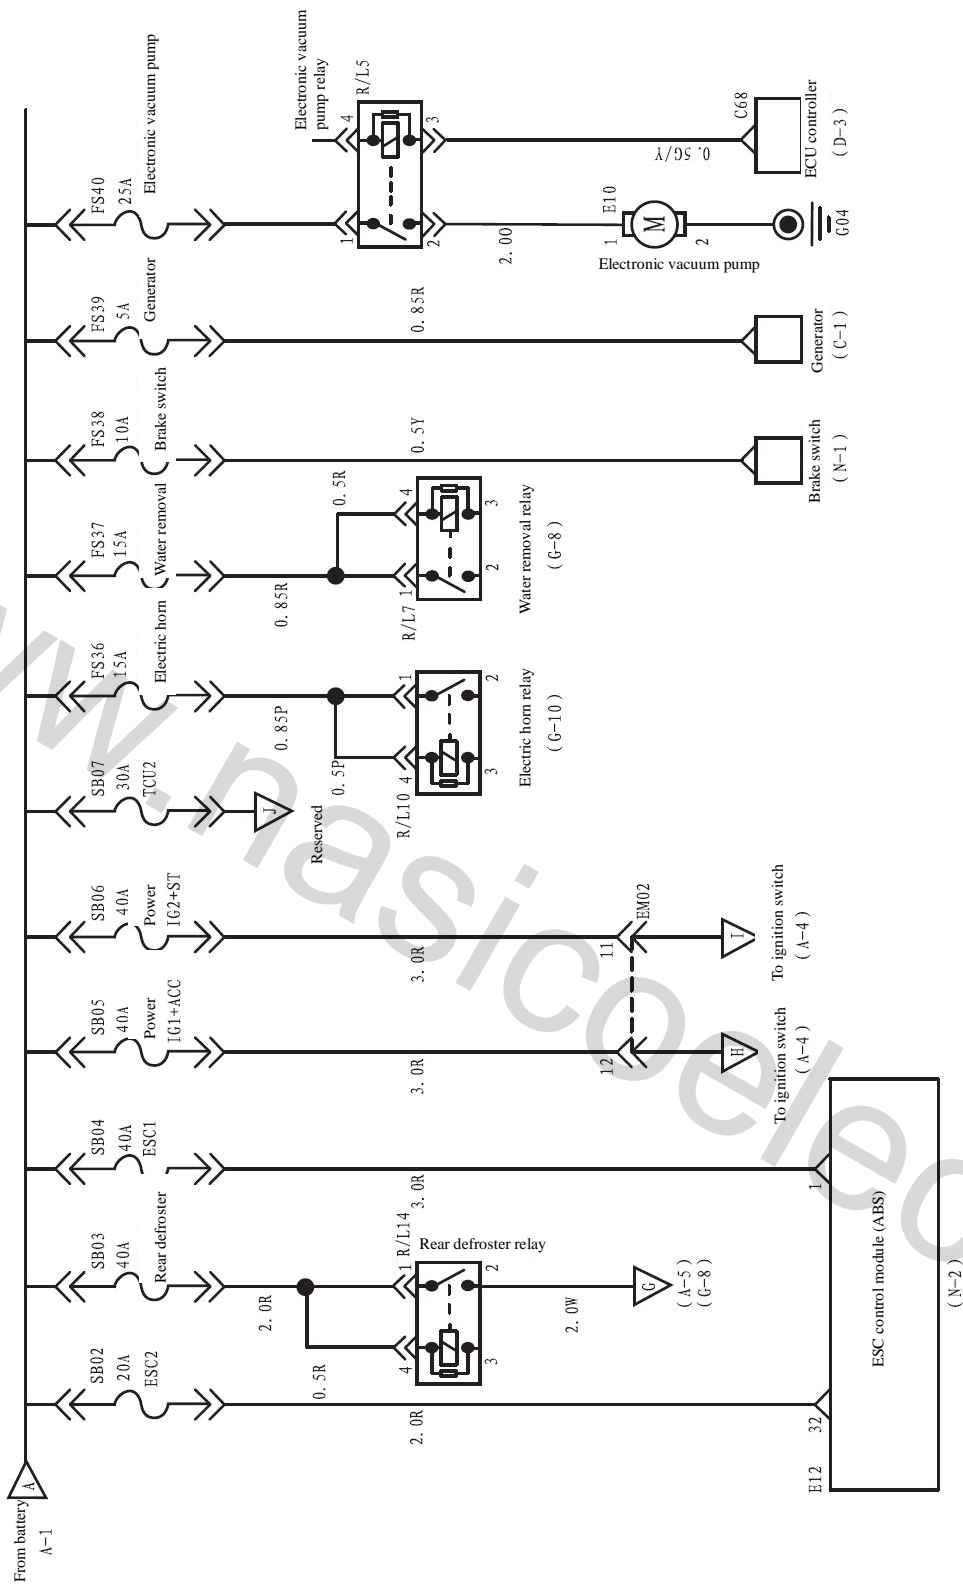 From battery
A-1
A
SB02
20A
ESC2
2.0R
32
E12
SB03
40A
Rear defroster
2.0R
0.5R
1
R/L14
4
2
3
Rear defroster relay
2.0W
G
(A-5)
(G-8)
SB04
40A
ESC1
3.0R
1
ESC control module (ABS)
(N-2)
SB05
40A
Power
IG1+ACC
3.0R
12
H
To ignition switch
(A-4)
SB06
40A
Power
IG2+ST
3.0R
11
EM02
I
To ignition switch
(A-4)
SB07
30A
TCU2
J
Reserved
FS36
15A
Electric horn
0.85P
0.5P
1
R/L10
4
2
3
Electric horn relay
(G-10)
FS37
15A
Water removal
0.85R
0.5R
R/L7
1
4
2
3
Water removal relay
(G-8)
FS38
10A
Brake switch
0.5Y
Brake switch
(N-1)
FS39
5A
Generator
0.85R
Generator
(C-1)
FS40
25A
Electronic vacuum pump
Electronic vacuum
pump relay
R/L5
1
4
2
3
2.0O
0.5G/Y
E10
1
M
2
Electronic vacuum pump
G04
C68
ECU controller
(D-3)
w.nasicoelec